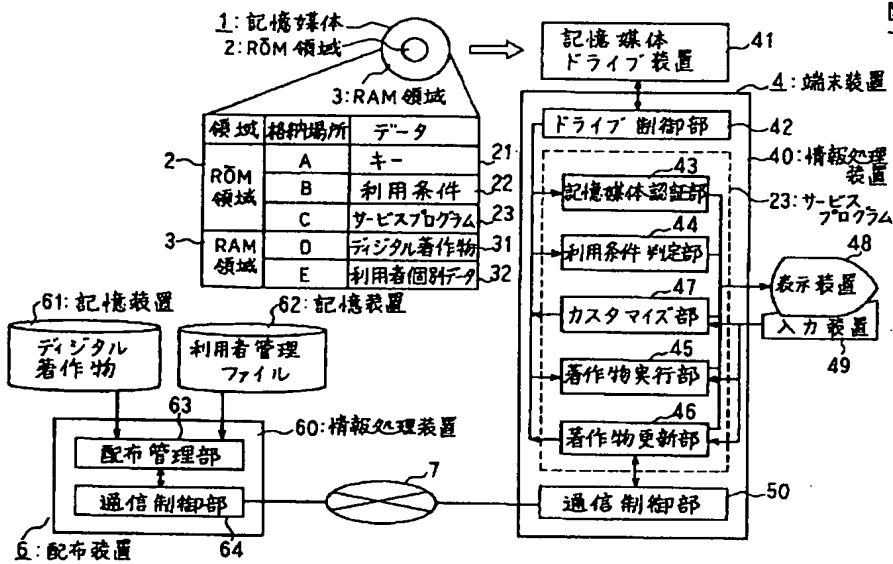 1:記憶媒体
2:ROM領域
3:RAM領域
領域 格納場所 データ
2 ROM領域 A キー 21
B 利用条件 22
C サービスプログラム 23
3 RAM領域 D ディジタル著作物 31
E 利用者個別データ 32
記憶媒体
ドライブ装置
41
4:端末装置
ドライブ制御部
42
40:情報処理
装置
43
記憶媒体認証部
23:サービス
プログラム
44
利用条件判定部
48
表示装置
47
カスタマイズ部
入力装置
49
45
著作物実行部
46
著作物更新部
通信制御部
50
61:記憶装置
ディジタル
著作物
62:記憶装置
利用者管理
ファイル
63
60:情報処理装置
配布管理部
通信制御部
64
6:配布装置
7